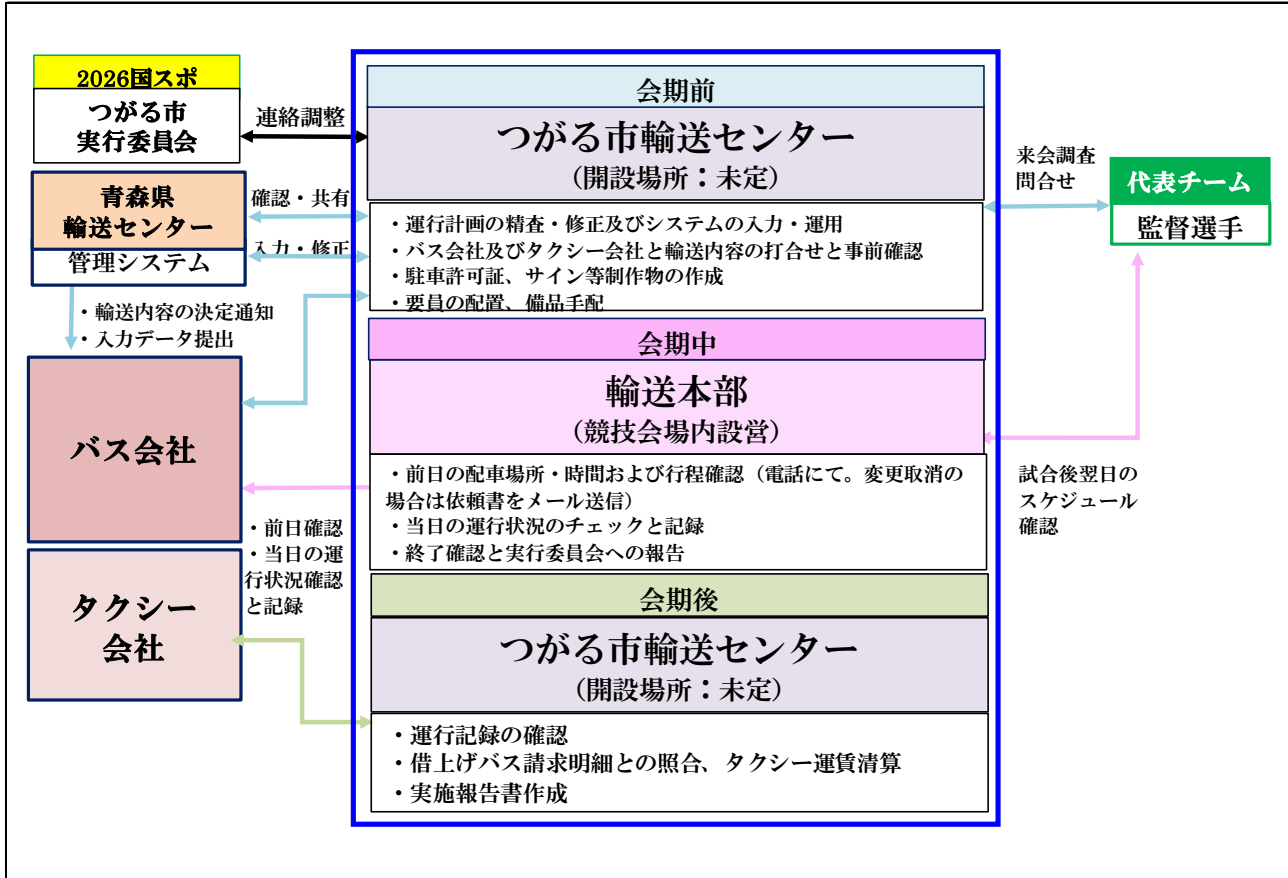 2026国スポ
つがる市
実行委員会
連絡調整
青森県
輸送センター
管理システム
確認・共有
入力・修正
・輸送内容の決定通知
・入力データ提出
バス会社
・前日確認
・当日の運
行状況確認
と記録
タクシー
会社
会期前
つがる市輸送センター
(開設場所：未定)
・運行計画の精査・修正及びシステムの入力・運用
・バス会社及びタクシー会社と輸送内容の打合せと事前確認
・駐車許可証、サイン等制作物の作成
・要員の配置、備品手配
会期中
輸送本部
(競技会場内設営)
・前日の配車場所・時間および行程確認（電話にて。変更取消の
場合は依頼書をメール送信）
・当日の運行状況のチェックと記録
・終了確認と実行委員会への報告
会期後
つがる市輸送センター
(開設場所：未定)
・運行記録の確認
・借上げバス請求明細との照合、タクシー運賃清算
・実施報告書作成
来会調査
問合せ
代表チーム
監督選手
試合後翌日の
スケジュール
確認